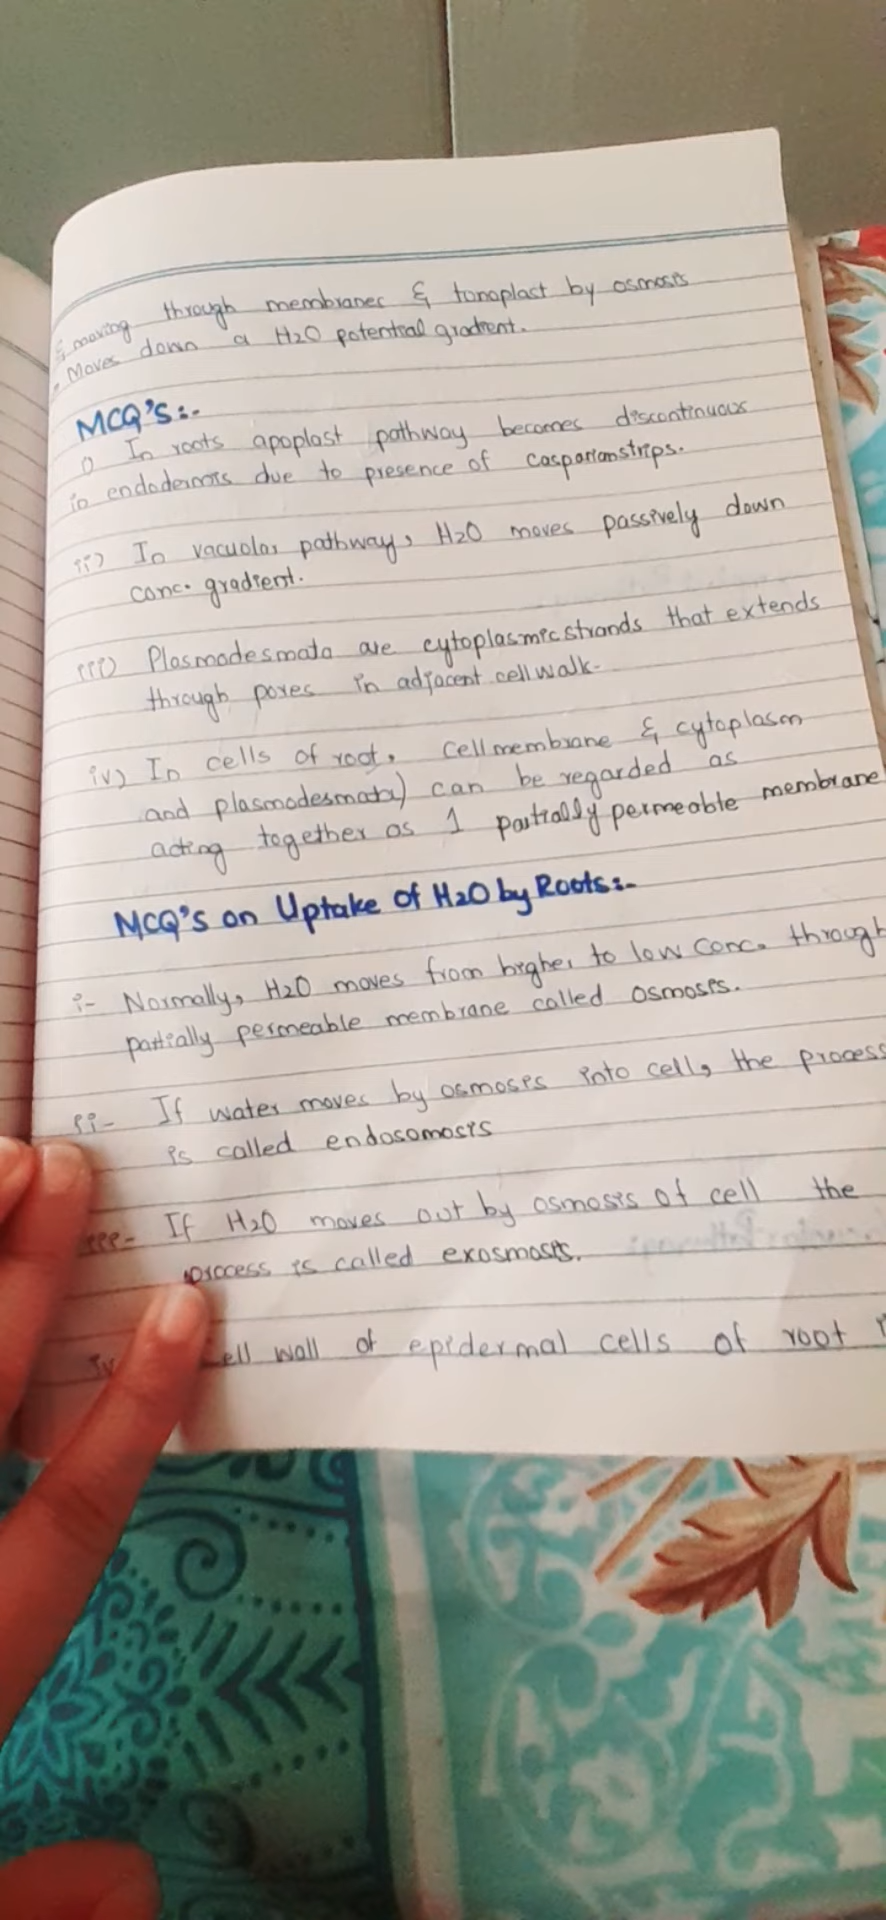 & moving through membranes & tonoplast by osmosis
• Moves down a H2O potential gradient.
MCQ'S:-
i) In roots apoplast pathway becomes discontinuous
in endodermis due to presence of casparianstrips.
ii) In vacuolar pathway, H2O moves passively down
conc. gradient.
iii) Plasmodesmata are cytoplasmic strands that extends
through pores in adjacent cell walls.
iv) In cells of root, cell membrane & cytoplasm
and plasmodesmata) can be regarded as
acting together as 1 partially permeable membrane
MCQ'S on Uptake of H2O by Roots:-
i- Normally, H2O moves from higher to low conc. through
partially permeable membrane called osmosis.
ii- If water moves by osmosis into cell, the process
is called endosomosis
iii- If H2O moves out by osmosis of cell the
process is called exosmosis.
iv ell wall of epidermal cells of root